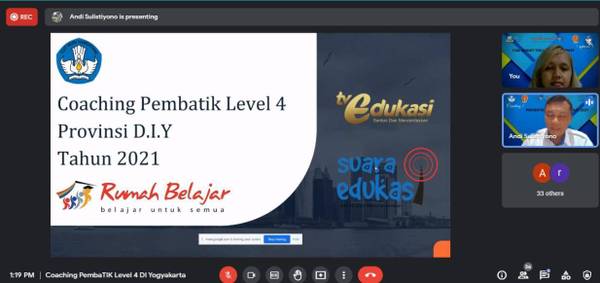 REC
Andi Sulistiyono is presenting
Coaching Pembatik Level 4
Provinsi D.I.Y
Tahun 2021
Rumah Belajar
belajar untuk semua
tv edukasi
suara
edukasi
You
Andi Sulistiyono
A r
33 others
1:19 PM | Coaching PembaTIK Level 4 DI Yogyakarta